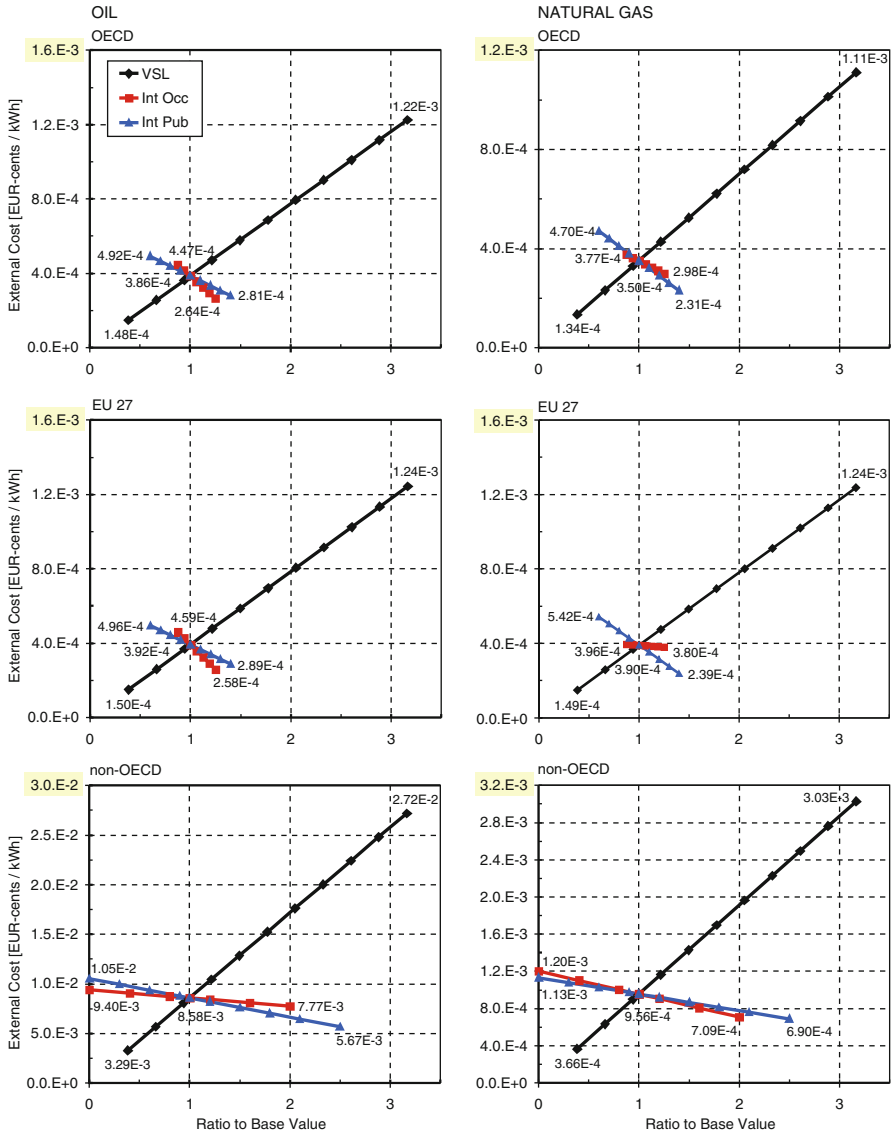 OIL
OECD
1.6.E-3
1.2.E-3
8.0.E-4
4.0.E-4
0.0.E+0
External Cost [EUR-cents / kWh]
VSL
Int Occ
Int Pub
1.22E-3
4.92E-4
4.47E-4
3.86E-4
2.81E-4
2.64E-4
1.48E-4
0 1 2 3
NATURAL GAS
OECD
1.2.E-3
8.0.E-4
4.0.E-4
0.0.E+0
1.11E-3
4.70E-4
3.77E-4
2.98E-4
3.50E-4
2.31E-4
1.34E-4
0 1 2 3
EU 27
1.6.E-3
1.2.E-3
8.0.E-4
4.0.E-4
0.0.E+0
External Cost [EUR-cents / kWh]
1.24E-3
4.96E-4
4.59E-4
3.92E-4
2.89E-4
2.58E-4
1.50E-4
0 1 2 3
EU 27
1.6.E-3
1.2.E-3
8.0.E-4
4.0.E-4
0.0.E+0
1.24E-3
5.42E-4
3.96E-4
3.80E-4
3.90E-4
2.39E-4
1.49E-4
0 1 2 3
non-OECD
3.0.E-2
2.5.E-2
2.0.E-2
1.5.E-2
1.0.E-2
5.0.E-3
0.0.E+0
External Cost [EUR-cents / kWh]
2.72E-2
1.05E-2
9.40E-3
8.58E-3
7.77E-3
5.67E-3
3.29E-3
0 1 2 3
Ratio to Base Value
non-OECD
3.2.E-3
2.8.E-3
2.4.E-3
2.0.E-3
1.6.E-3
1.2.E-3
8.0.E-4
4.0.E-4
0.0.E+0
3.03E-3
1.20E-3
1.13E-3
9.56E-4
7.09E-4
6.90E-4
3.66E-4
0 1 2 3
Ratio to Base Value